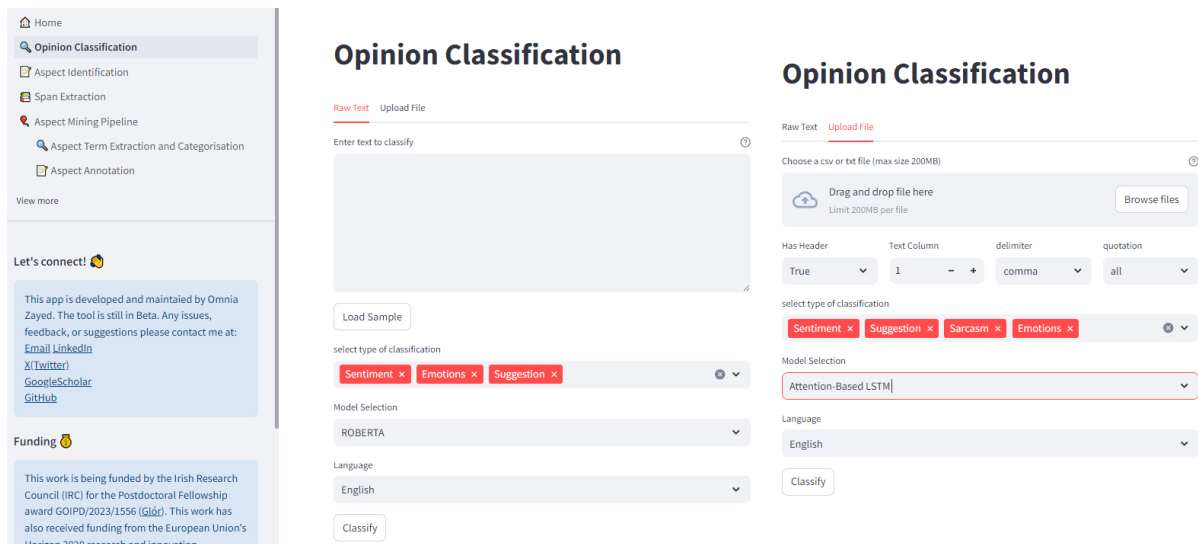 Home
Opinion Classification
Aspect Identification
Span Extraction
Aspect Mining Pipeline
Aspect Term Extraction and Categorisation
Aspect Annotation
View more
Let's connect!
This app is developed and maintaied by Omnia
Zayed. The tool is still in Beta. Any issues,
feedback, or suggestions please contact me at:
Email LinkedIn
X(Twitter)
GoogleScholar
GitHub
Funding
This work is being funded by the Irish Research
Council (IRC) for the Postdoctoral Fellowship
award GOIPD/2023/1556 (Glór). This work has
also received funding from the European Union's
Horizon 2020 research and innovation
Opinion Classification
Raw Text Upload File
Enter text to classify
Load Sample
select type of classification
Sentiment × Emotions × Suggestion ×
Model Selection
ROBERTA
Language
English
Classify
Opinion Classification
Raw Text Upload File
Choose a csv or txt file (max size 200MB)
Drag and drop file here
Limit 200MB per file
Browse files
Has Header Text Column delimiter quotation
True 1 - + comma all
select type of classification
Sentiment × Suggestion × Sarcasm × Emotions ×
Model Selection
Attention-Based LSTM
Language
English
Classify